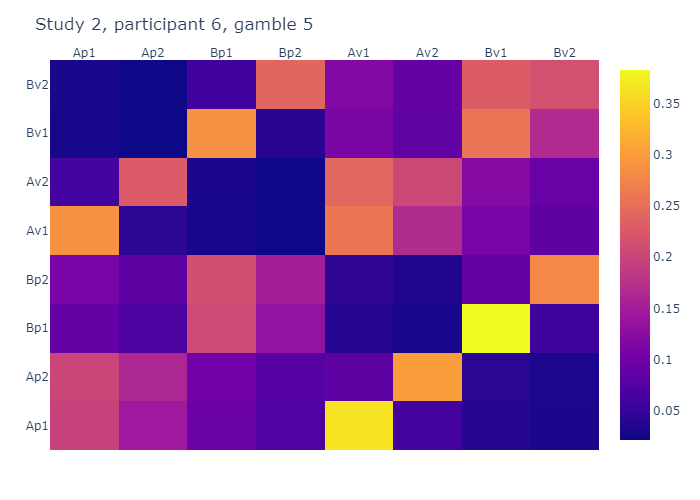 Study 2, participant 6, gamble 5
Ap1 Ap2 Bp1 Bp2 Av1 Av2 Bv1 Bv2
Bv2
Bv1
Av2
Av1
Bp2
Bp1
Ap2
Ap1
0.35
0.3
0.25
0.2
0.15
0.1
0.05